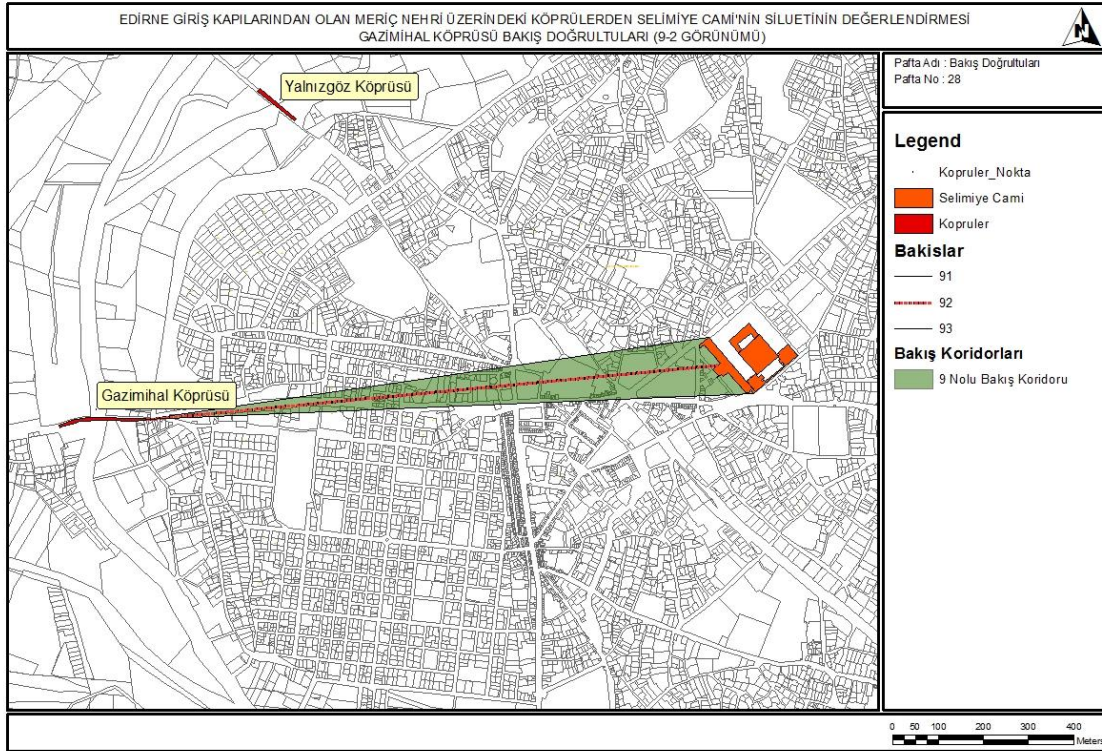 EDİRNE GİRİŞ KAPILARINDAN OLAN MERİÇ NEHRİ ÜZERİNDEKİ KÖPRÜLERDEN SELİMİYE CAMİ'NİN SİLUETİNİN DEĞERLENDİRMESİ
GAZİMİHAL KÖPRÜSÜ BAKIŞ DOĞRULTULARI (9-2 GÖRÜNÜMÜ)
N
Pafta Adı : Bakış Doğrultuları
Pafta No : 28
Yalnızgöz Köprüsü
Gazimihal Köprüsü
Legend
Kopruler_Nokta
Selimiye Cami
Kopruler
Bakislar
91
92
93
Bakış Koridorları
9 Nolu Bakış Koridoru
0 50 100 200 300 400
Meters